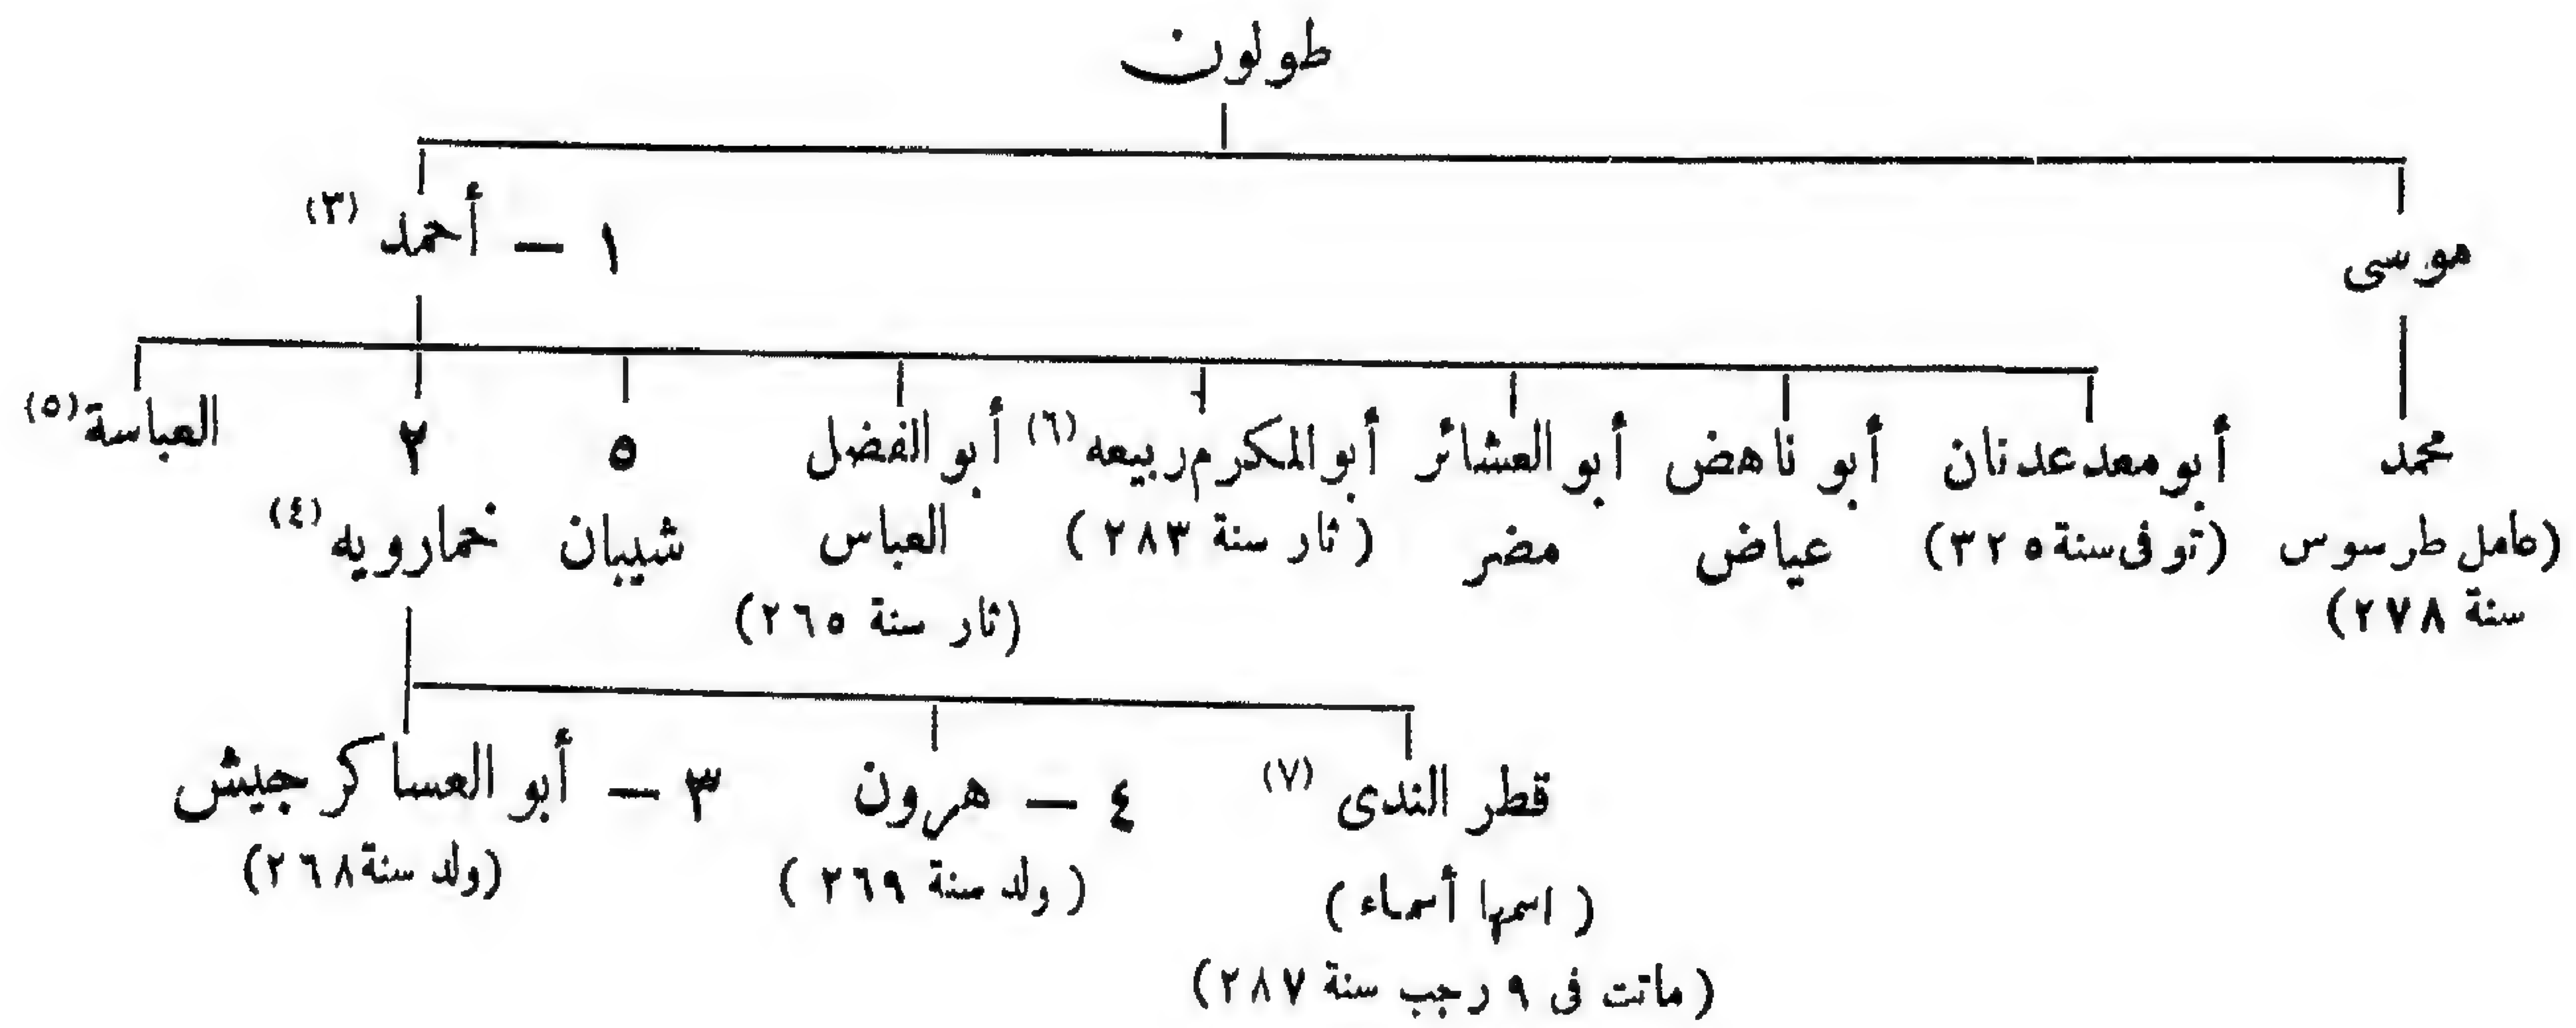 طولون
موسى
١ – أحمد (٣)
محمد
(عامل طرسوس
سنة ٢٧٨)
أبو معد عدنان
(توفى سنة ٣٢٥)
أبو ناهض
عياض
أبو العشائر
مضر
أبو المكرم ربيعه (٦)
(ثار سنة ٢٨٣)
أبو الفضل
العباس
(ثار سنة ٢٦٥)
٥
شيبان
٢
خمارويه (٤)
العباسة (٥)
قطر الندى (٧)
(اسمها أسماء)
(ماتت فى ٩ رجب سنة ٢٨٧)
٤ – هرون
(ولد سنة ٢٦٩)
٣ – أبو العساكر جيش
(ولد سنة ٢٦٨)